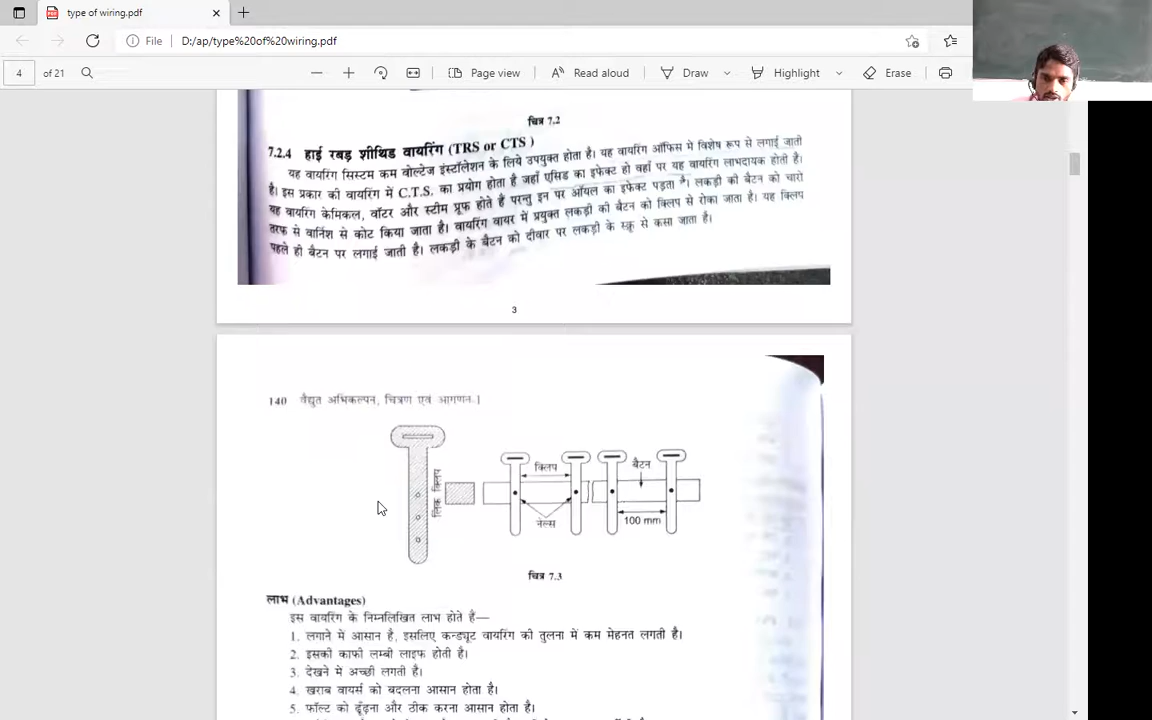 type of wiring.pdf
File D:/ap/type%20of%20wiring.pdf
4 of 21 Page view Read aloud Draw Highlight Erase
चित्र 7.2
7.2.4 हाई रबड़ शीथिड वायरिंग (TRS or CTS )
यह वायरिंग सिस्टम कम वोल्टेज इंस्टॉलेशन के लिये उपयुक्त होता है। यह वायरिंग ऑफिस में विशेष रूप से लगाई जाती
है। इस प्रकार की वायरिंग में C.T.S. का प्रयोग होता है जहाँ एसिड का इफेक्ट हो वहाँ पर यह वायरिंग लाभदायक होती है।
यह वायरिंग केमिकल, वॉटर और स्टीम प्रूफ होते हैं परन्तु इन पर ऑयल का इफेक्ट पड़ता है। लकड़ी की बैटन को चारो
तरफ से वार्निश से कोट किया जाता है। वायरिंग वायर में प्रयुक्त लकड़ी की बैटन को क्लिप से रोका जाता है। यह क्लिप
पहले ही बैटन पर लगाई जाती है। लकड़ी के बैटन को दीवार पर लकड़ी के स्क्रू से कसा जाता है।
3
140 वैद्युत अभिकल्पन, चित्रण एवं आगणन ]
लिंक क्लिप
क्लिप
बैटन
नेल्स
100 mm
चित्र 7.3
लाभ (Advantages)
इस वायरिंग के निम्नलिखित लाभ होते हैं—
1. लगाने में आसान है, इसलिए कन्ड्यूट वायरिंग की तुलना में कम मेहनत लगती है।
2. इसकी काफी लम्बी लाइफ होती है।
3. देखने में अच्छी लगती है।
4. खराब वायर्स को बदलना आसान होता है।
5. फॉल्ट को ढूँढ़ना और ठीक करना आसान होता है।